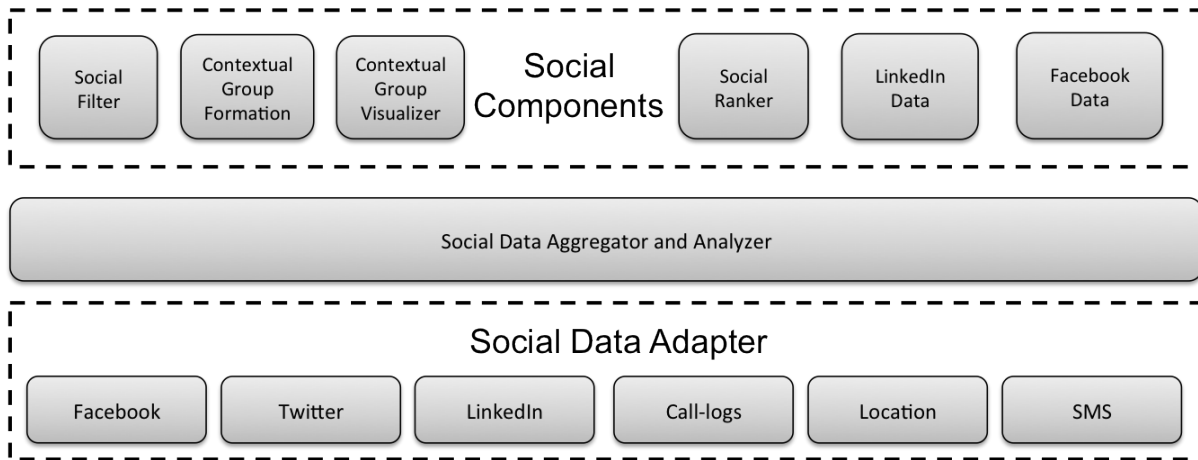 Social
Filter
Contextual
Group
Formation
Contextual
Group
Visualizer
Social
Components
Social
Ranker
LinkedIn
Data
Facebook
Data
Social Data Aggregator and Analyzer
Social Data Adapter
Facebook
Twitter
LinkedIn
Call-logs
Location
SMS